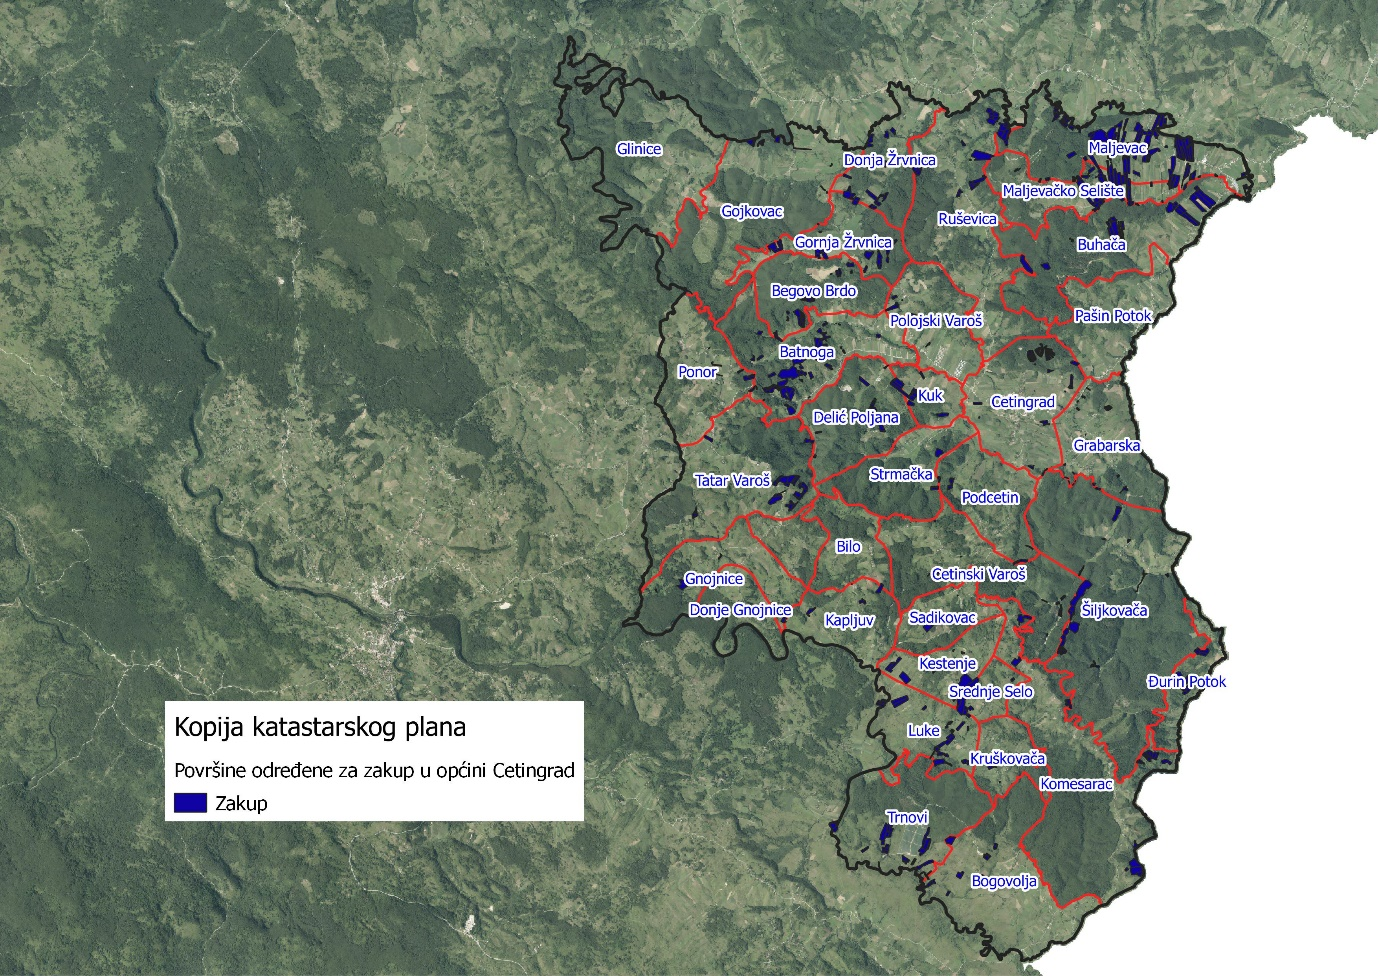 Glinice
Donja Žrvnica
Maljevac
Maljevačko Selište
Gojkovac
Ruševica
Gornja Žrvnica
Buhača
Begovo Brdo
Polojski Varoš
Pašin Potok
Batnoga
Ponor
Kuk
Cetingrad
Delić Poljana
Grabarska
Strmačka
Tatar Varoš
Podcetin
Bilo
Cetinski Varoš
Gnojnice
Donje Gnojnice
Kapljuv
Sadikovac
Šiljkovača
Kestenje
Srednje Selo
Đurin Potok
Luke
Kruškovača
Komesarac
Trnovi
Bogovolja
Kopija katastarskog plana
Površine određene za zakup u općini Cetingrad
Zakup